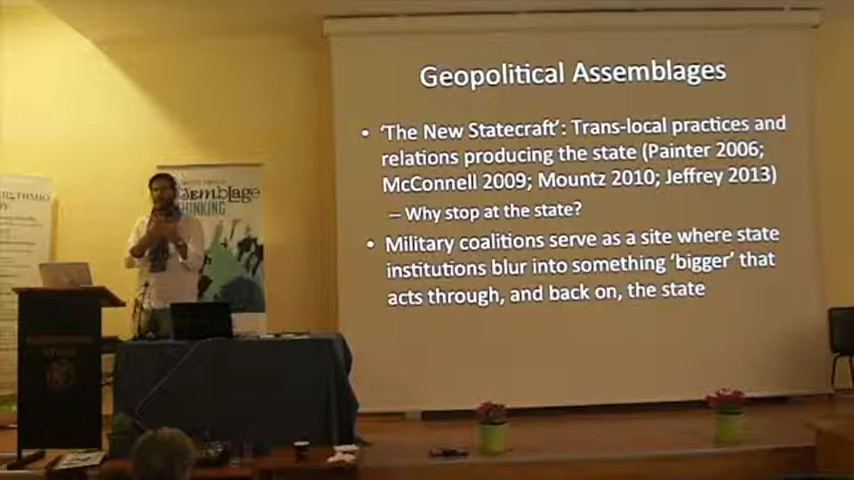 Geopolitical Assemblages
• 'The New Statecraft': Trans-local practices and
relations producing the state (Painter 2006;
McConnell 2009; Mountz 2010; Jeffrey 2013)
– Why stop at the state?
• Military coalitions serve as a site where state
institutions blur into something 'bigger' that
acts through, and back on, the state
THINKING